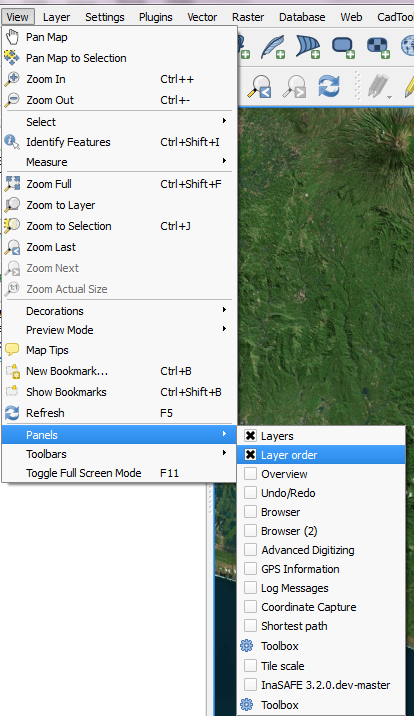 View Layer Settings Plugins Vector Raster Database Web CadToo
Pan Map
Pan Map to Selection
Zoom In Ctrl++
Zoom Out Ctrl+-
Select
Identify Features Ctrl+Shift+I
Measure
Zoom Full Ctrl+Shift+F
Zoom to Layer
Zoom to Selection Ctrl+J
Zoom Last
Zoom Next
Zoom Actual Size
Decorations
Preview Mode
Map Tips
New Bookmark... Ctrl+B
Show Bookmarks Ctrl+Shift+B
Refresh F5
Panels
Toolbars
Toggle Full Screen Mode F11
Layers
Layer order
Overview
Undo/Redo
Browser
Browser (2)
Advanced Digitizing
GPS Information
Log Messages
Coordinate Capture
Shortest path
Toolbox
Tile scale
InaSAFE 3.2.0.dev-master
Toolbox